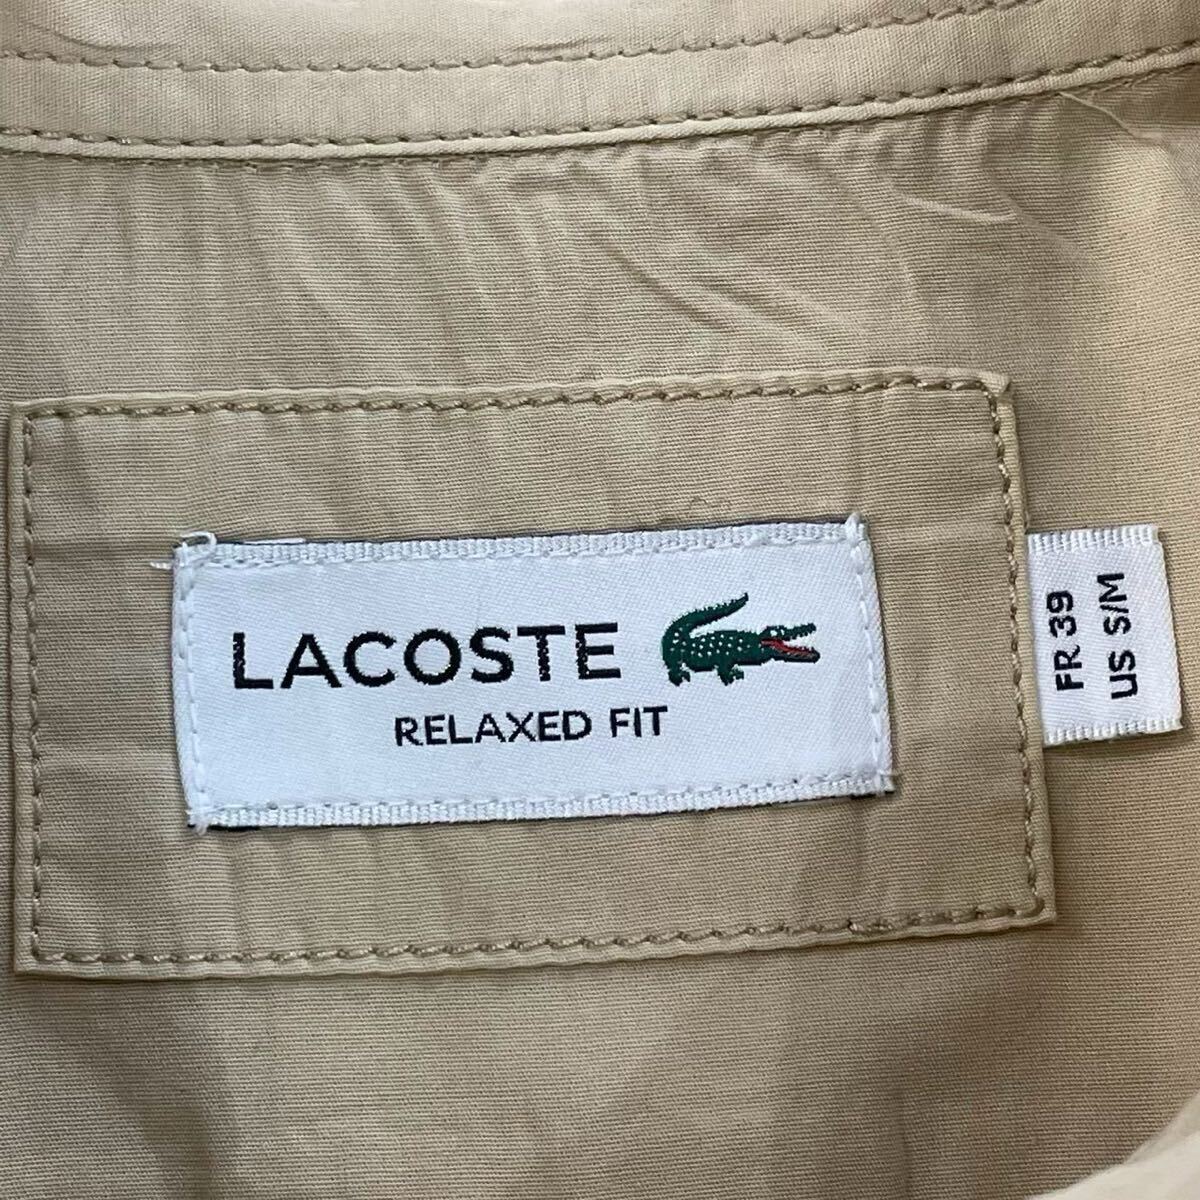 LACOSTE
RELAXED FIT
FR 39
US S/M